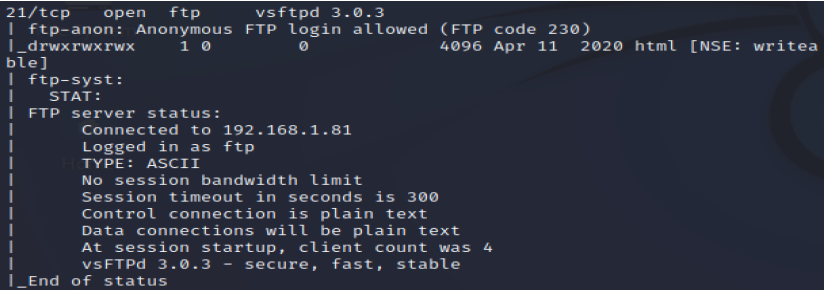 21/tcp   open  ftp     vsftpd 3.0.3
| ftp-anon: Anonymous FTP login allowed (FTP code 230)
|_drwxrwxrwx    1 0        0            4096 Apr 11  2020 html [NSE: writea
ble]
| ftp-syst:
|   STAT:
| FTP server status:
|      Connected to 192.168.1.81
|      Logged in as ftp
|      TYPE: ASCII
|      No session bandwidth limit
|      Session timeout in seconds is 300
|      Control connection is plain text
|      Data connections will be plain text
|      At session startup, client count was 4
|      vsFTPd 3.0.3 - secure, fast, stable
|_End of status